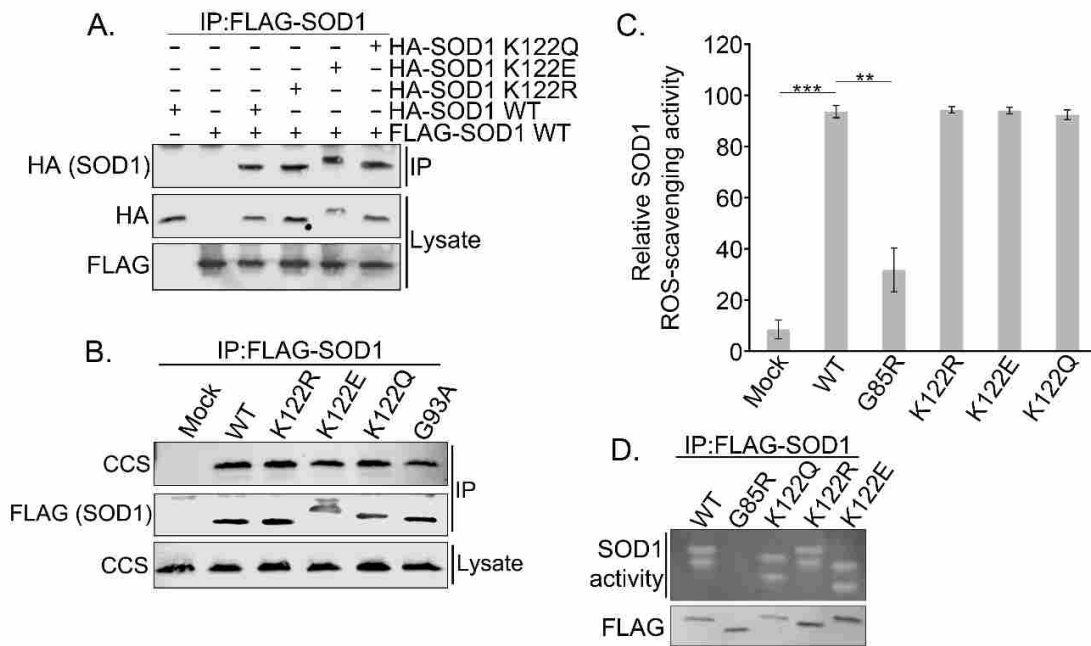 A.
IP:FLAG-SOD1
– – – – – + HA-SOD1 K122Q
– – – – + – HA-SOD1 K122E
– – – + – – HA-SOD1 K122R
+ – + – – – HA-SOD1 WT
– + + + + + FLAG-SOD1 WT
HA (SOD1)
IP
HA
FLAG
Lysate
B.
IP:FLAG-SOD1
Mock WT K122R K122E K122Q G93A
CCS
FLAG (SOD1)
IP
CCS
Lysate
C.
Relative SOD1
ROS-scavenging activity
120
100
80
60
40
20
0
*** **
Mock WT G85R K122R K122E K122Q
D.
IP:FLAG-SOD1
WT G85R K122Q K122R K122E
SOD1
activity
FLAG